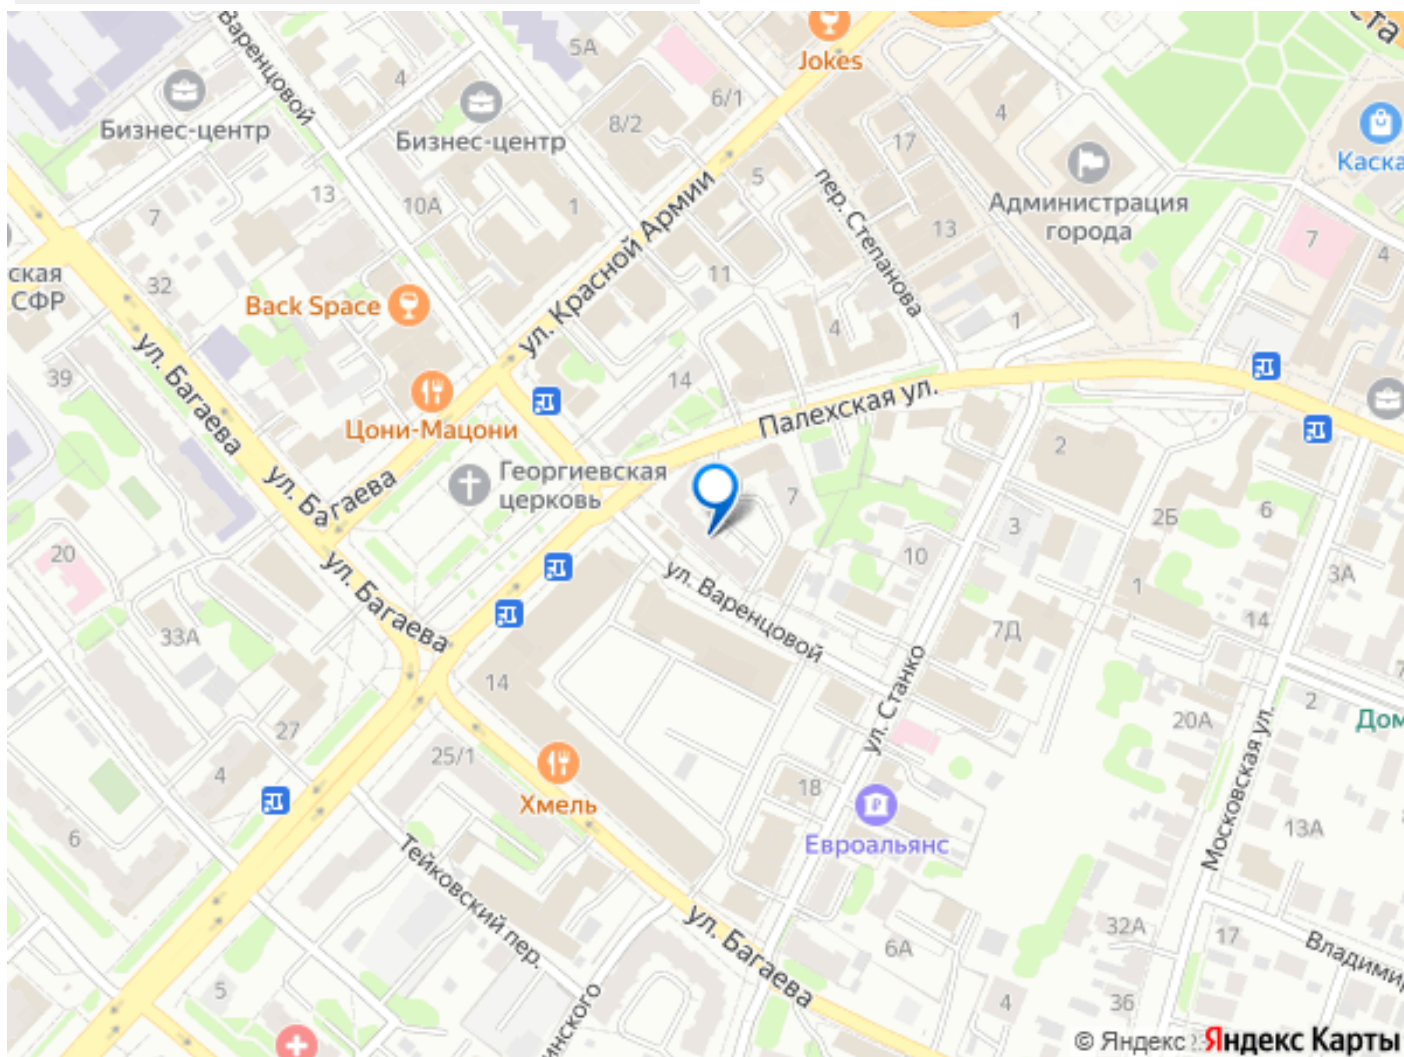 Варенцовой
5А
Jokes
ста
4
Бизнес-центр
Бизнес-центр
8/2
6/1
17
4
Каска
13
7
10А
1
5
ул. Красной Армии
пер. Степанова
Администрация
города
13
7
4
ская
СФР
32
Back Space
11
4
1
39
ул. Багаева
14
Цони-Мацони
Палехская ул.
ул. Багаева
Георгиевская
церковь
7
2
2Б
6
3
20
ул. Багаева
ул. Варенцовой
10
3А
1
14
33А
7Д
14
ул. Станко
27
25/1
20А
2
7
Дом
4
Хмель
18
Московская ул.
6
Евроальянс
13А
Тейковский пер.
ул. Багаева
6А
32А
17
Владимир
5
инского
4
36
© Яндекс
Яндекс Карты